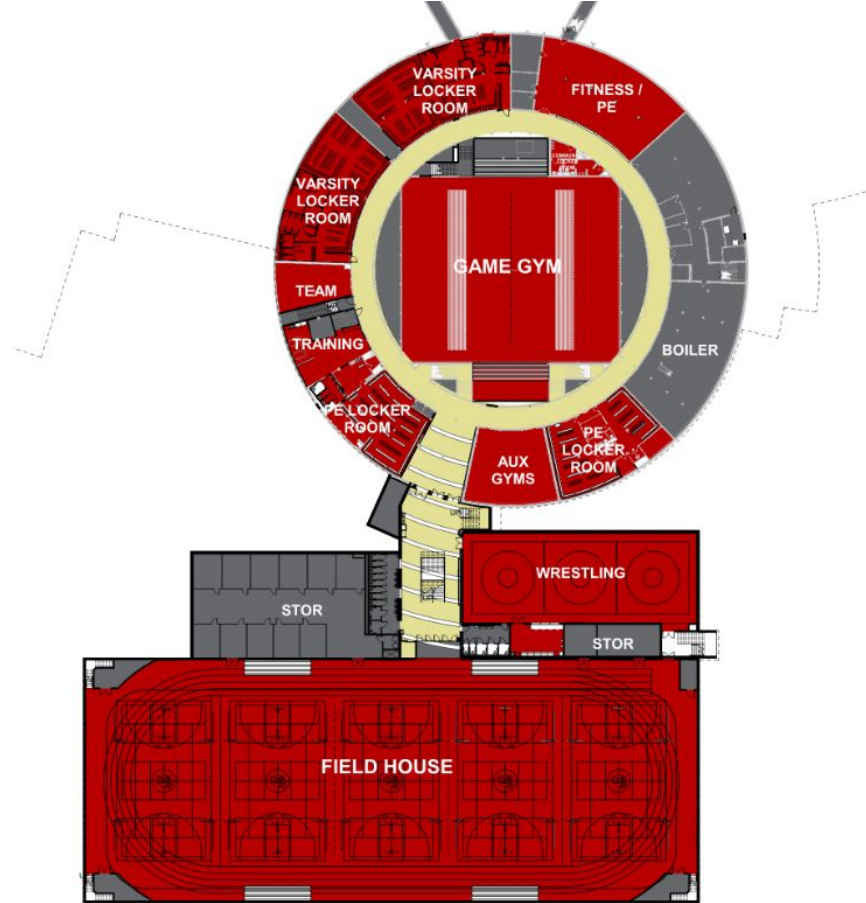 VARSITY
LOCKER
ROOM
FITNESS /
PE
VARSITY
LOCKER
ROOM
GAME GYM
TEAM
TRAINING
BOILER
PE LOCKER
ROOM
PE
LOCKER
ROOM
AUX
GYMS
WRESTLING
STOR
STOR
FIELD HOUSE